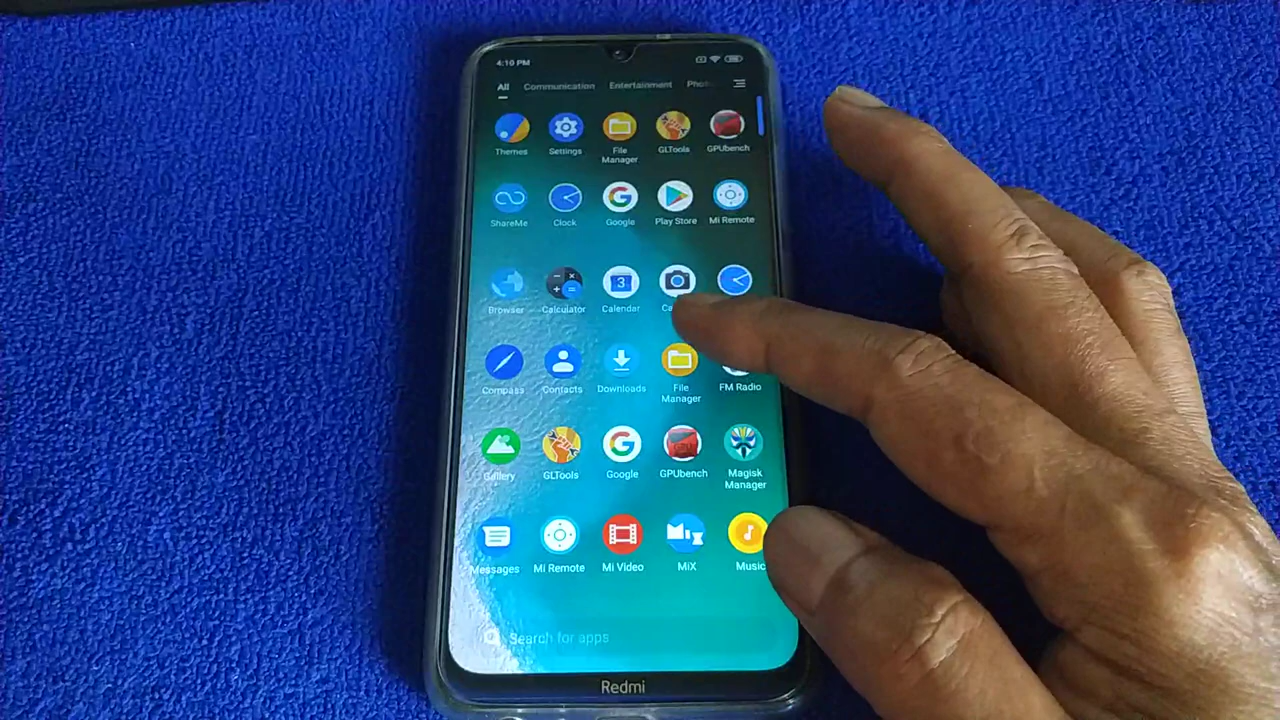 4:10 PM
All Communication Entertainment Pho
Themes Settings File Manager GLTools GPUbench
ShareMe Clock Google Play Store Mi Remote
Browser Calculator Calendar Ca
Compass Contacts Downloads File Manager FM Radio
Gallery GLTools Google GPUbench Magisk Manager
Messages Mi Remote Mi Video MiX Music
Search for apps
Redmi